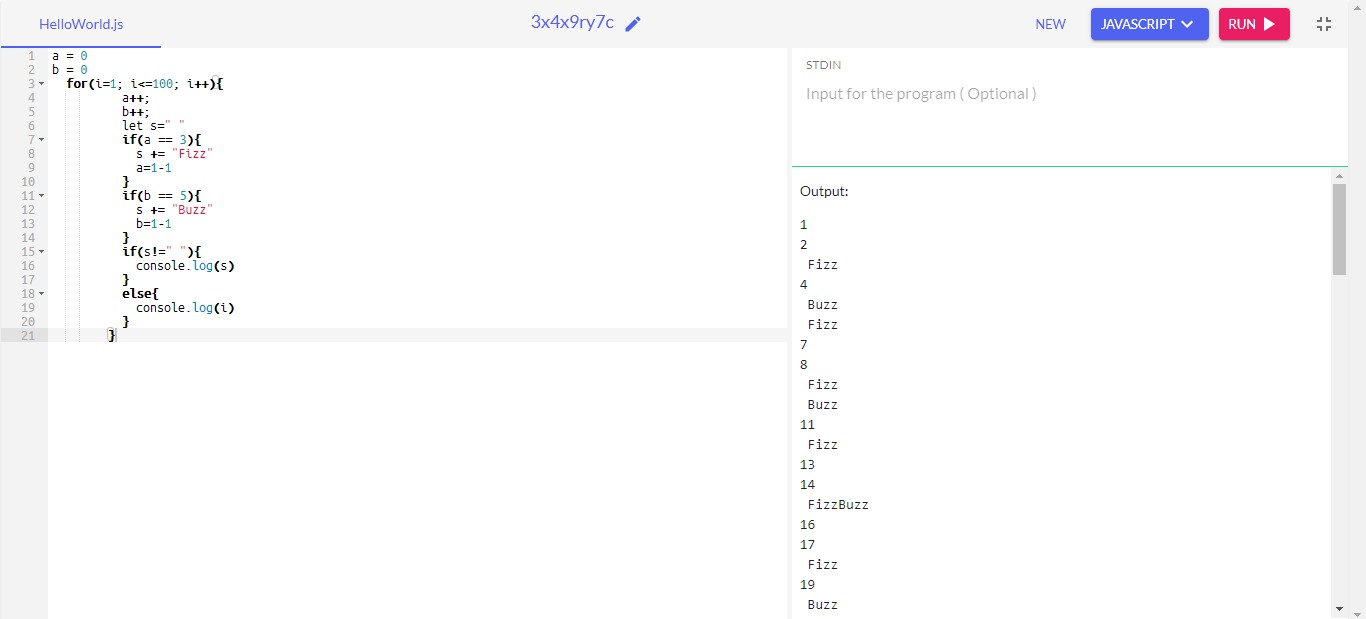 HelloWorld.js
3x4x9ry7c
NEW
JAVASCRIPT
RUN
1 a = 0
2 b = 0
3   for(i=1; i<=100; i++){
4           a++;
5           b++;
6           let s=" "
7           if(a == 3){
8             s += "Fizz"
9             a=1-1
10           }
11           if(b == 5){
12             s += "Buzz"
13             b=1-1
14           }
15           if(s!=" "){
16             console.log(s)
17           }
18           else{
19             console.log(i)
20           }
21         }
STDIN
Input for the program ( Optional )
Output:
1
2
 Fizz
4
 Buzz
 Fizz
7
8
 Fizz
 Buzz
11
 Fizz
13
14
 FizzBuzz
16
17
 Fizz
19
 Buzz